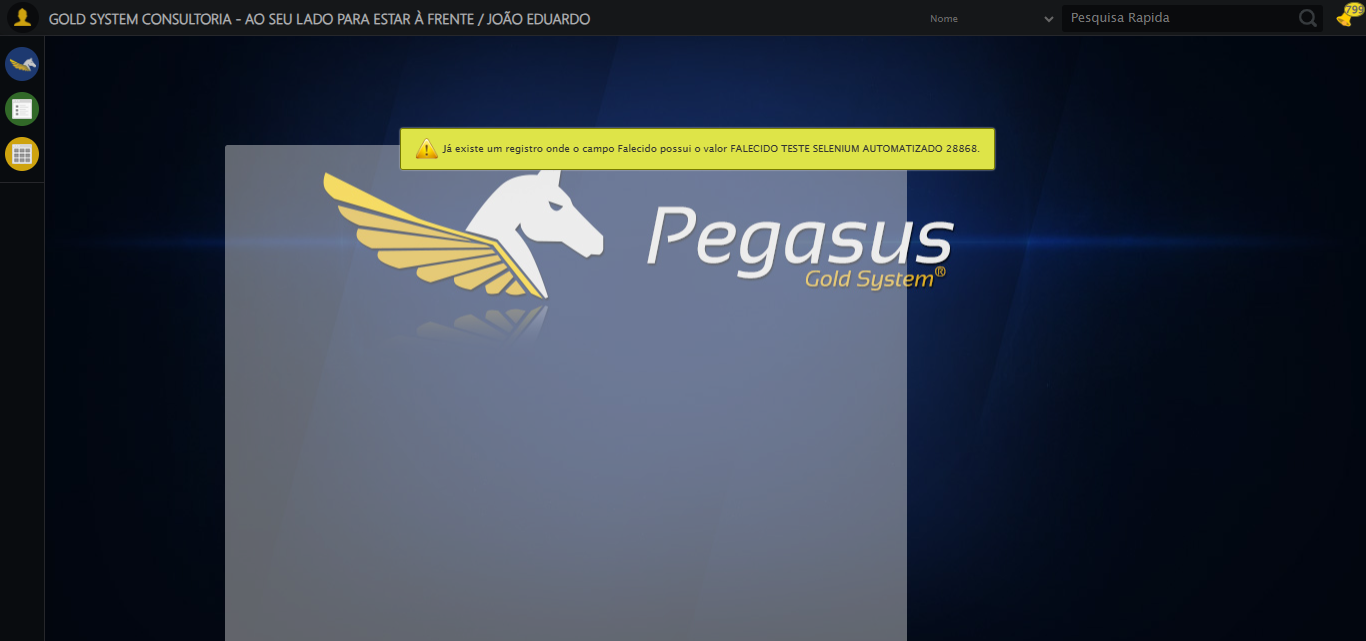 GOLD SYSTEM CONSULTORIA - AO SEU LADO PARA ESTAR À FRENTE / JOÃO EDUARDO
Nome
Pesquisa Rapida
799
Já existe um registro onde o campo Falecido possui o valor FALECIDO TESTE SELENIUM AUTOMATIZADO 28868.
Pegasus
Gold System®